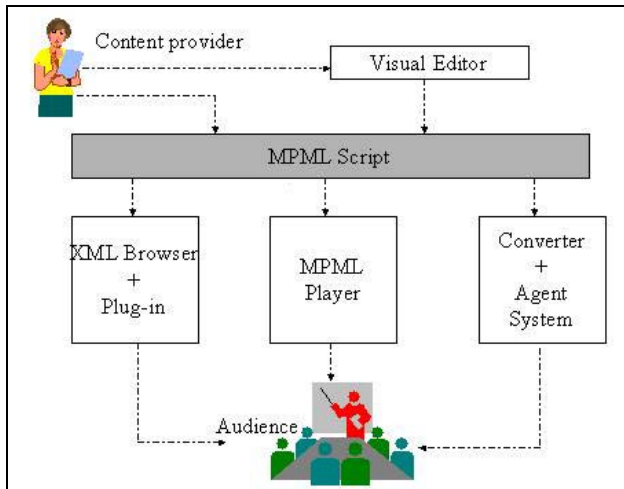 Content provider
Visual Editor
MPML Script
XML Browser
+
Plug-in
MPML
Player
Converter
+
Agent
System
Audience